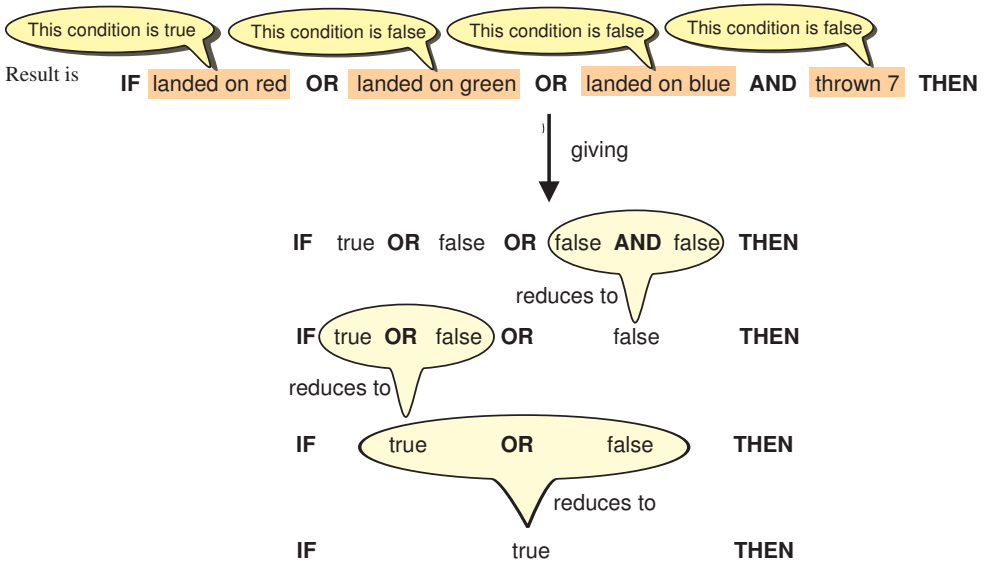 This condition is true This condition is false This condition is false This condition is false
Result is IF landed on red OR landed on green OR landed on blue AND thrown 7 THEN
giving
IF true OR false OR false AND false THEN
reduces to
IF true OR false OR false THEN
reduces to
IF true OR false THEN
reduces to
IF true THEN